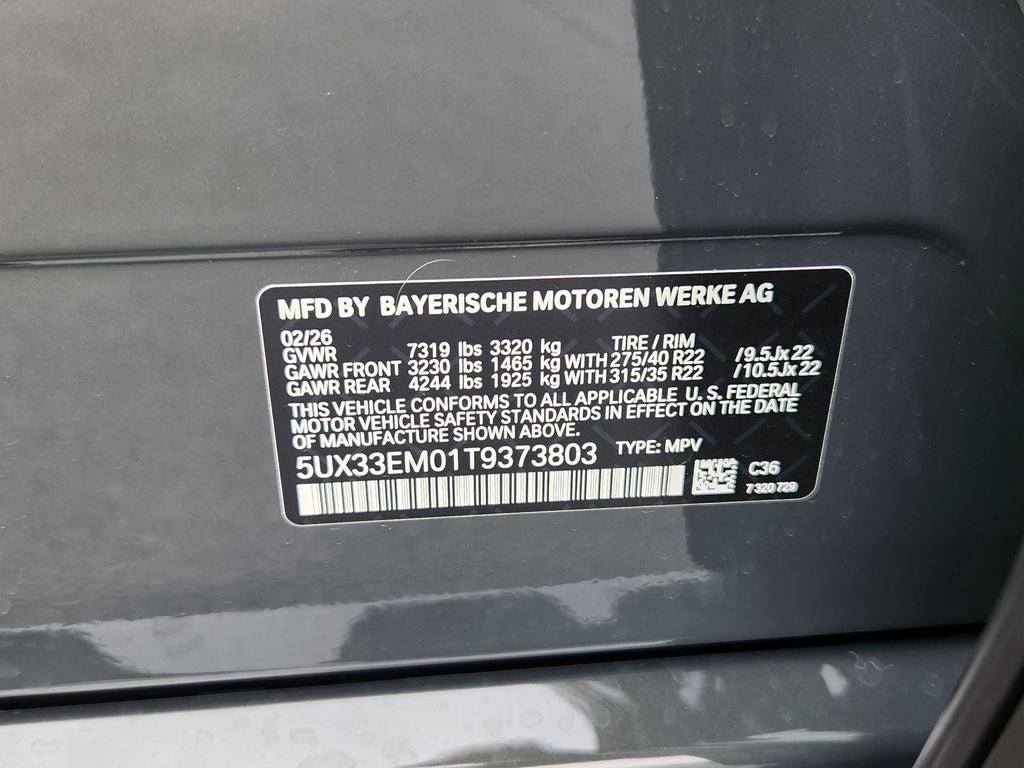 MFD BY BAYERISCHE MOTOREN WERKE AG
02/26
GVWR 7319 lbs 3320 kg TIRE / RIM
GAWR FRONT 3230 lbs 1465 kg WITH 275/40 R22 /9.5Jx22
GAWR REAR 4244 lbs 1925 kg WITH 315/35 R22 /10.5Jx22
THIS VEHICLE CONFORMS TO ALL APPLICABLE U. S. FEDERAL
MOTOR VEHICLE SAFETY STANDARDS IN EFFECT ON THE DATE
OF MANUFACTURE SHOWN ABOVE.
5UX33EM01T9373803 TYPE: MPV
C36
7 320 729